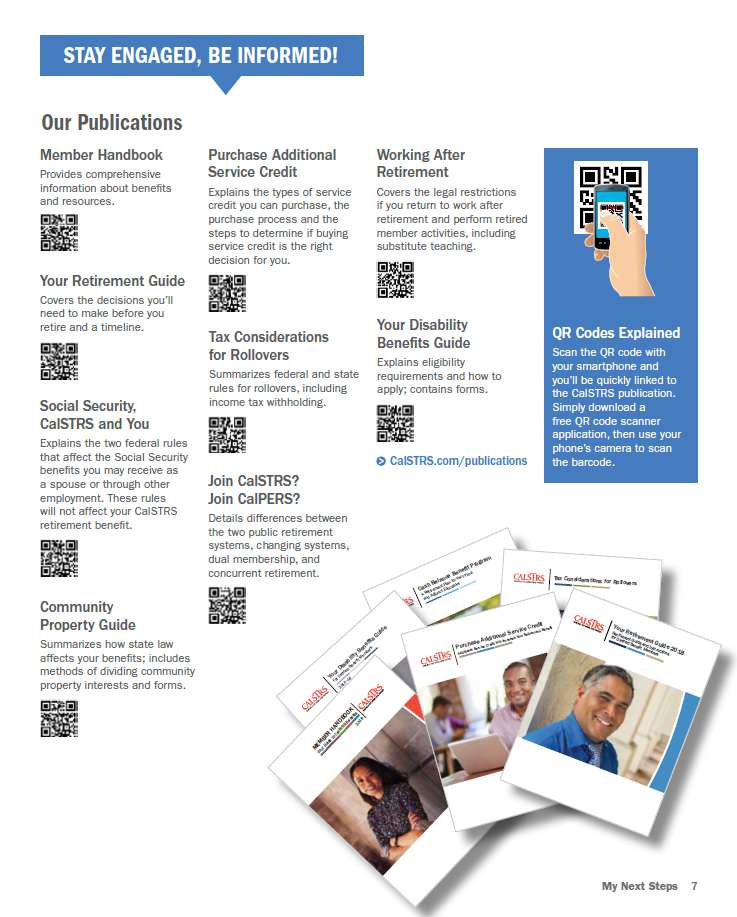 STAY ENGAGED, BE INFORMED!
Our Publications
Member Handbook
Provides comprehensive
information about benefits
and resources.
Your Retirement Guide
Covers the decisions you'll
need to make before you
retire and a timeline.
Social Security,
CalSTRS and You
Explains the two federal rules
that affect the Social Security
benefits you may receive as
a spouse or through other
employment. These rules
will not affect your CalSTRS
retirement benefit.
Community
Property Guide
Summarizes how state law
affects your benefits; includes
methods of dividing community
property interests and forms.
Purchase Additional
Service Credit
Explains the types of service
credit you can purchase, the
purchase process and the
steps to determine if buying
service credit is the right
decision for you.
Tax Considerations
for Rollovers
Summarizes federal and state
rules for rollovers, including
income tax withholding.
Join CalSTRS?
Join CalPERS?
Details differences between
the two public retirement
systems, changing systems,
dual membership, and
concurrent retirement.
Working After
Retirement
Covers the legal restrictions
if you return to work after
retirement and perform retired
member activities, including
substitute teaching.
Your Disability
Benefits Guide
Explains eligibility
requirements and how to
apply; contains forms.
CalSTRS.com/publications
QR Codes Explained
Scan the QR code with
your smartphone and
you'll be quickly linked to
the CalSTRS publication.
Simply download a
free QR code scanner
application, then use your
phone's camera to scan
the barcode.
Cash Balance Benefit Program
CALSTRS
Tax Considerations for Rollovers
CALSTRS
Your Disability Benefits Guide
CALSTRS
Purchase Additional Service Credit
CALSTRS
Your Retirement Guide 2018
CALSTRS
MEMBER HANDBOOK
CALSTRS
My Next Steps 7